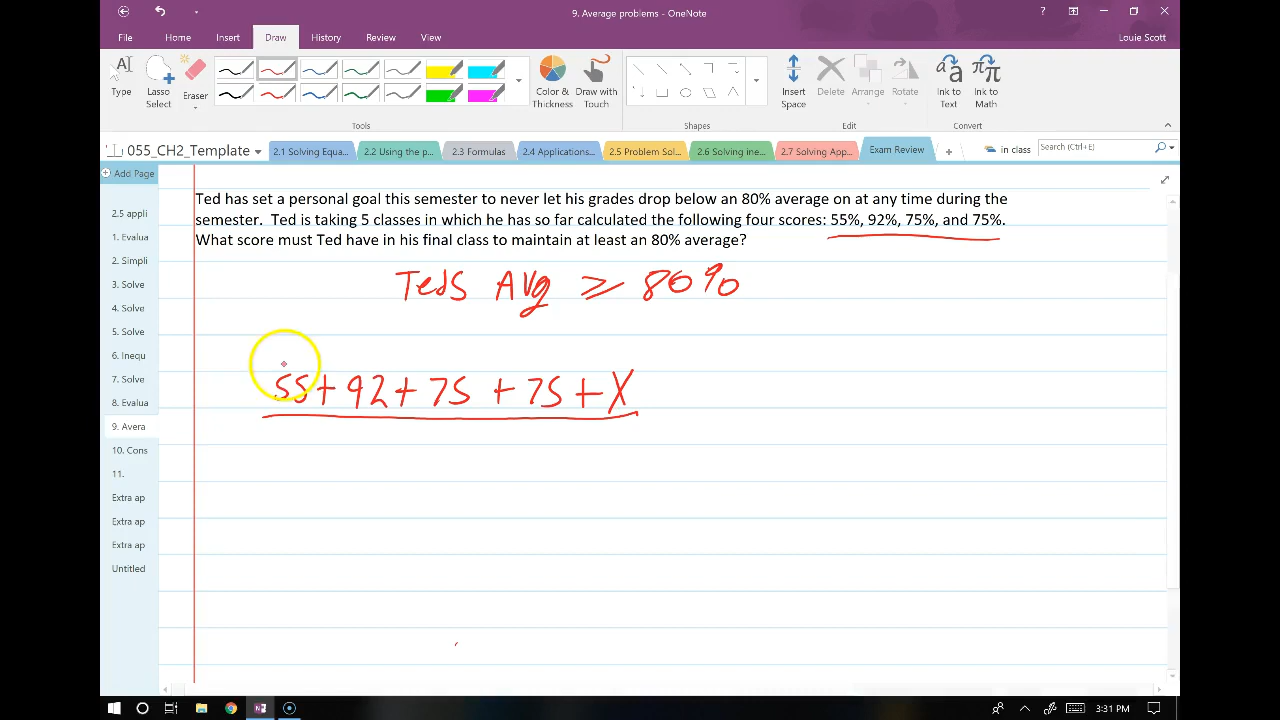 9. Average problems - OneNote
?
File
Home
Insert
Draw
History
Review
View
Louie Scott
Type
Lasso Select
Eraser
Color & Thickness
Draw with Touch
Insert Space
Delete
Arrange
Rotate
Ink to Text
Ink to Math
Tools
Shapes
Edit
Convert
055_CH2_Template
2.1 Solving Equa...
2.2 Using the p...
2.3 Formulas
2.4 Applications...
2.5 Problem Sol...
2.6 Solving ine...
2.7 Solving App...
Exam Review
+
in class
Search (Ctrl+E)
Add Page
2.5 appli
1. Evalua
2. Simpli
3. Solve
4. Solve
5. Solve
6. Inequ
7. Solve
8. Evalua
9. Avera
10. Cons
11.
Extra ap
Extra ap
Extra ap
Untitled
Ted has set a personal goal this semester to never let his grades drop below an 80% average on at any time during the
semester. Ted is taking 5 classes in which he has so far calculated the following four scores: 55%, 92%, 75%, and 75%.
What score must Ted have in his final class to maintain at least an 80% average?
Teds Avg ≥ 80%
55 + 92 + 75 + 75 + X
3:31 PM